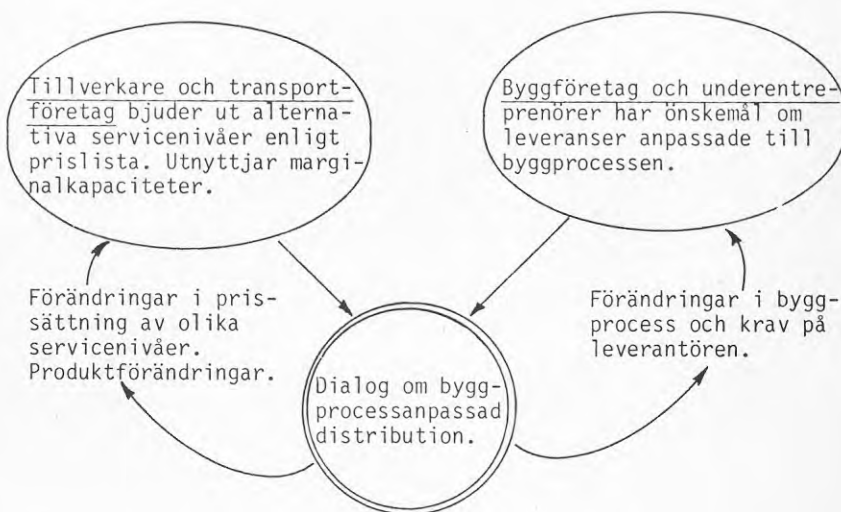 Tillverkare och transport-
företag bjuder ut alterna-
tiva servicenivåer enligt
prislista. Utnyttjar margi-
nalkapaciteter.
Byggföretag och underentre-
prenörer har önskemål om
leveranser anpassade till
byggprocessen.
Förändringar i pris-
sättning av olika
servicenivåer.
Produktförändringar.
Förändringar i bygg-
process och krav på
leverantören.
Dialog om bygg-
processanpassad
distribution.